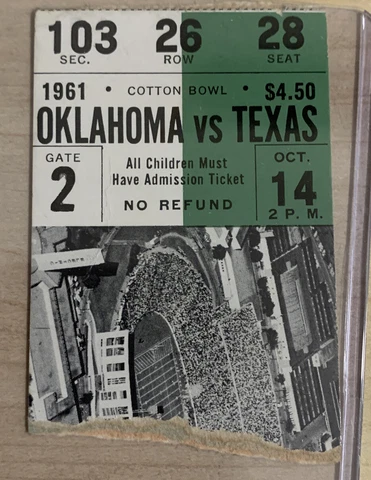 103 26 28
SEC. ROW SEAT
1961 • COTTON BOWL • $4.50
OKLAHOMA VS TEXAS
GATE
2
All Children Must
Have Admission Ticket
NO REFUND
OCT.
14
2 P. M.